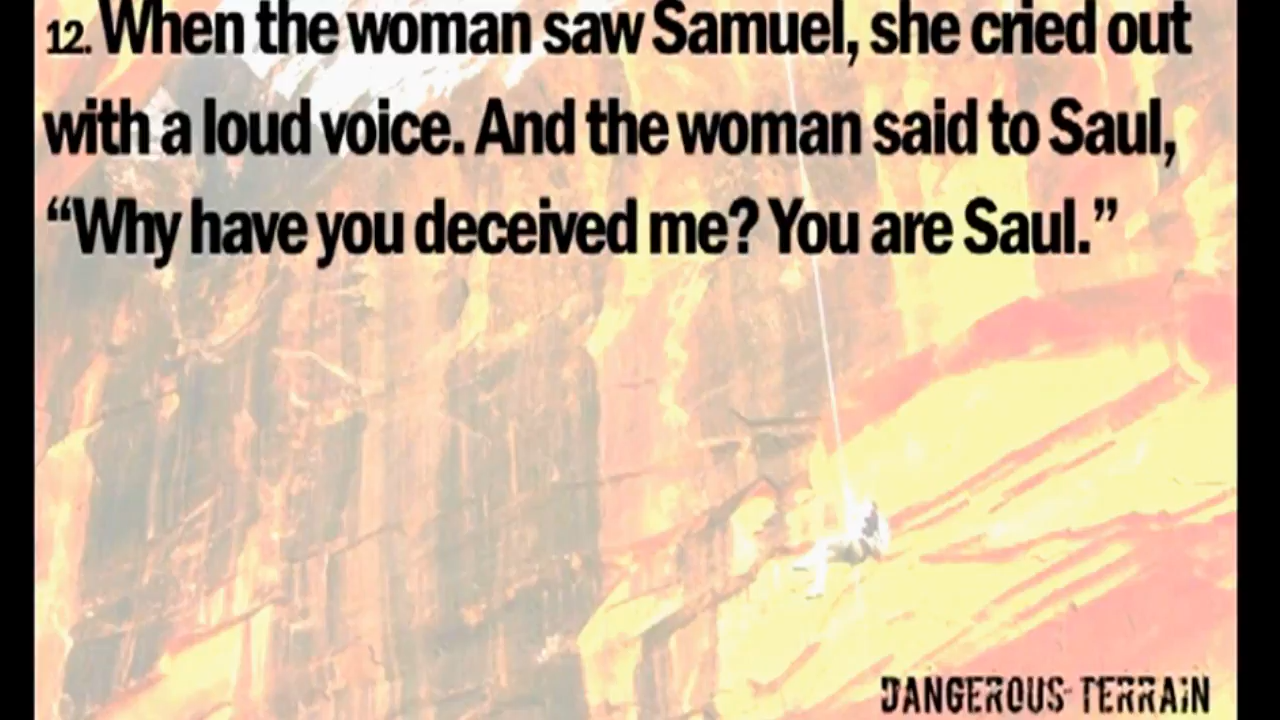 12. When the woman saw Samuel, she cried out
with a loud voice. And the woman said to Saul,
“Why have you deceived me? You are Saul.”
DANGEROUS TERRAIN